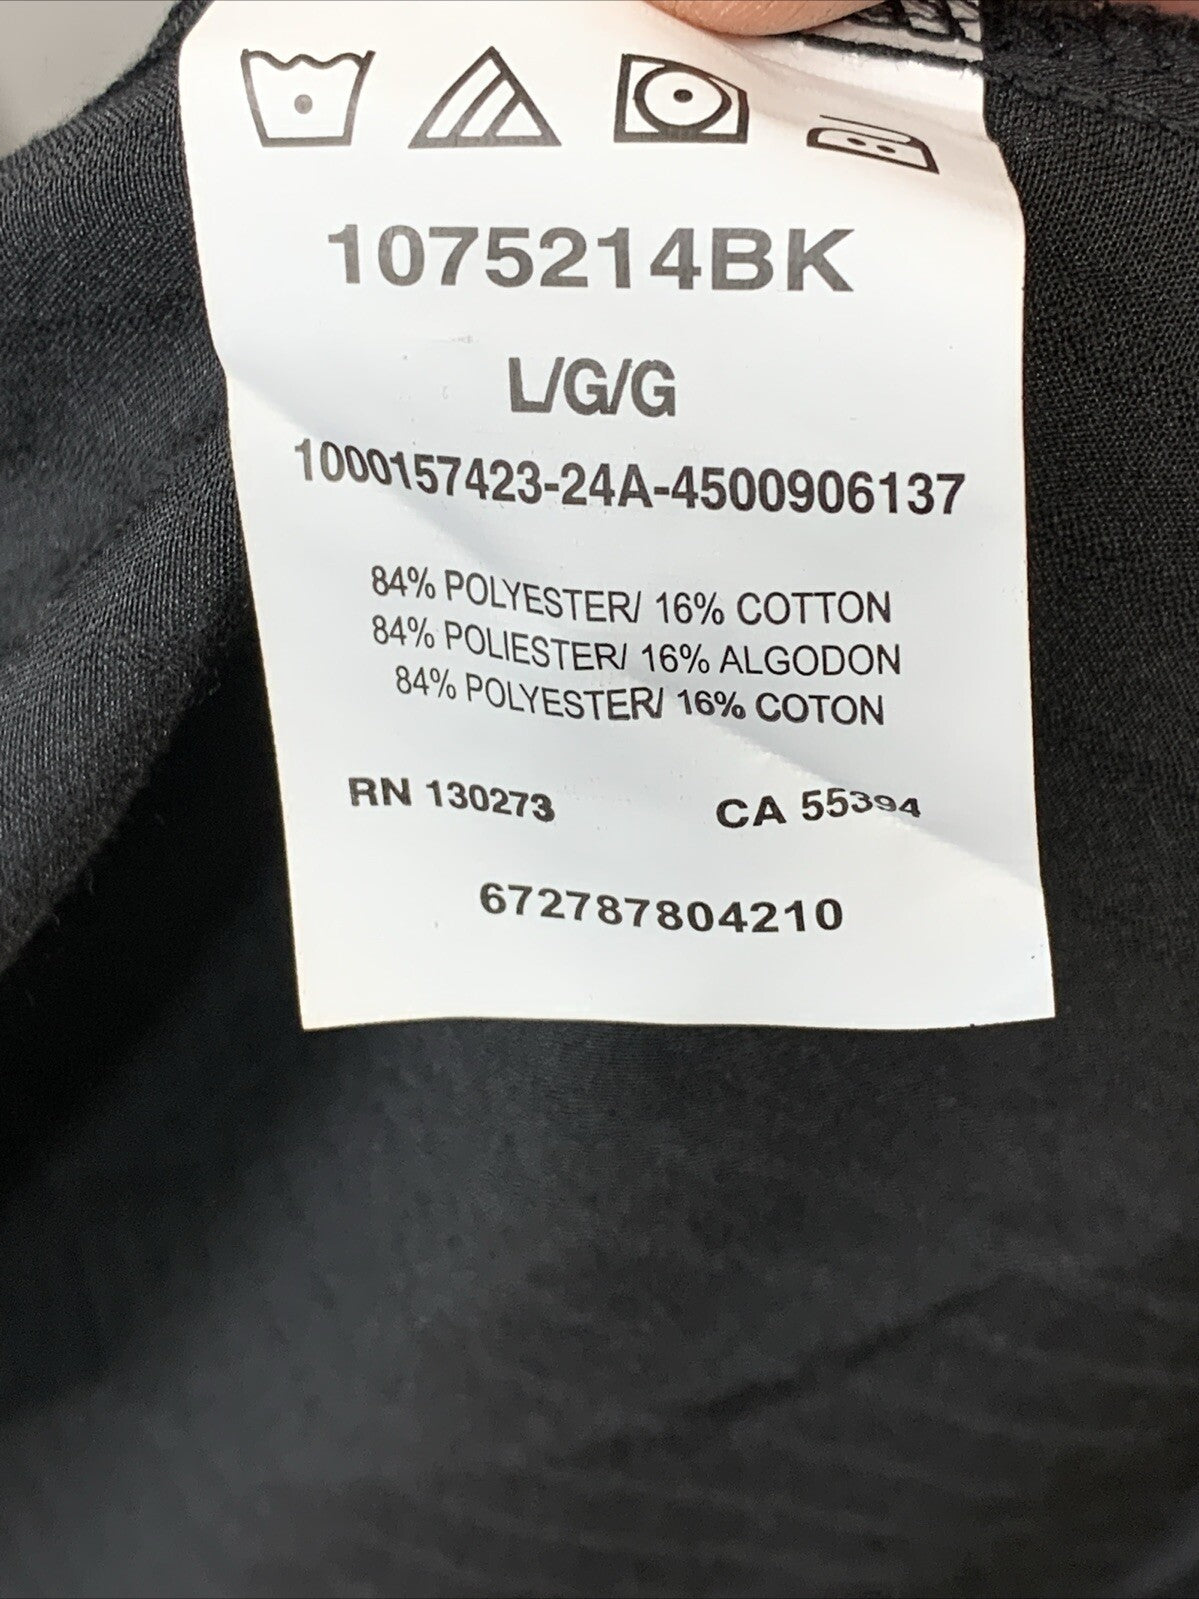 1075214BK
L/G/G
1000157423-24A-4500906137
84% POLYESTER/ 16% COTTON
84% POLIESTER/ 16% ALGODON
84% POLYESTER/ 16% COTON
RN 130273 CA 55394
672787804210